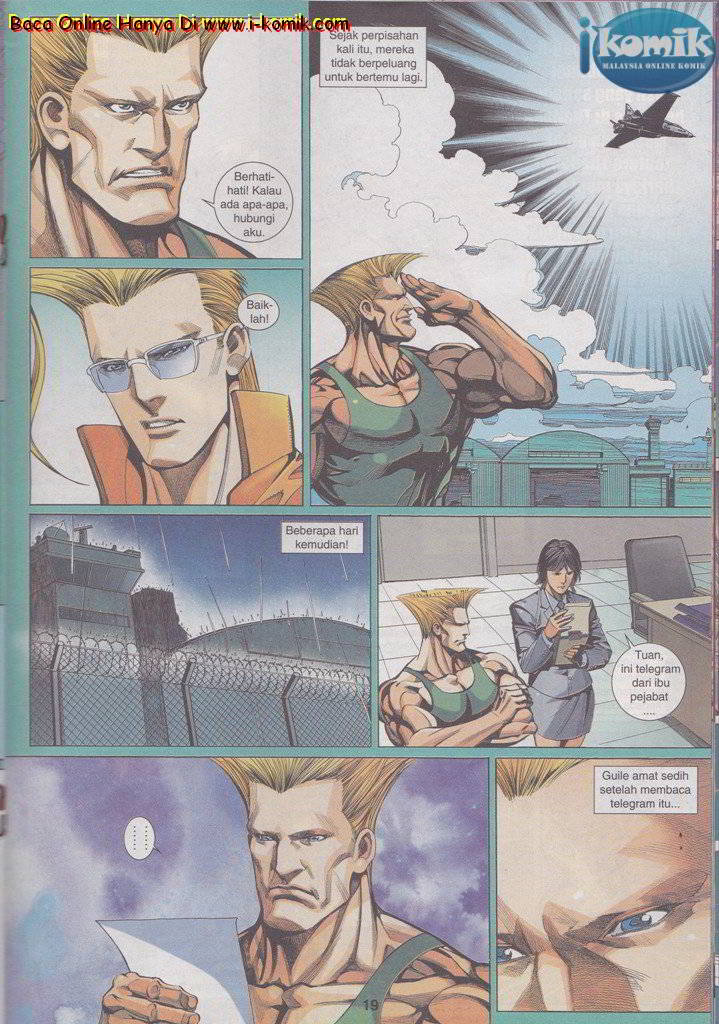 Baca Online Hanya Di www.i-komik.com
ikomik
MALAYSIA ONLINE KOMIK
Berhati-
hati! Kalau
ada apa-apa,
hubungi
aku.
Sejak perpisahan
kali itu, mereka
tidak berpeluang
untuk bertemu lagi.
Baik-
lah!
Beberapa hari
kemudian!
Tuan,
ini telegram
dari ibu
pejabat
....
Guile amat sedih
setelah membaca
telegram itu...
19